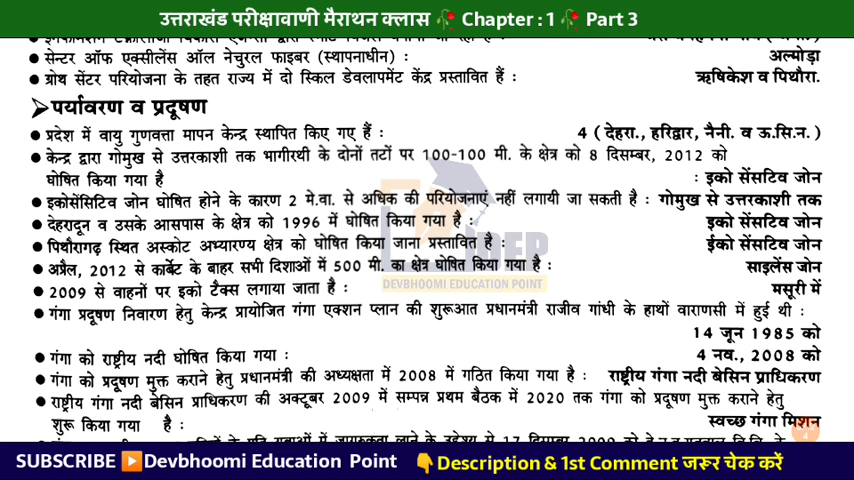 उत्तराखंड परीक्षावाणी मैराथन क्लास 🥀 Chapter : 1 🥀 Part 3
● सेन्टर ऑफ एक्सीलेंस ऑल नेचुरल फाइबर (स्थापनाधीन) : अल्मोड़ा
● ग्रोथ सेंटर परियोजना के तहत राज्य में दो स्किल डेवलापमेंट केंद्र प्रस्तावित हैं : ऋषिकेश व पिथौरा.
➢पर्यावरण व प्रदूषण
● प्रदेश में वायु गुणवत्ता मापन केन्द्र स्थापित किए गए हैं : 4 ( देहरा., हरिद्वार, नैनी. व ऊ.सि.न. )
● केन्द्र द्वारा गोमुख से उत्तरकाशी तक भागीरथी के दोनों तटों पर 100-100 मी. के क्षेत्र को 8 दिसम्बर, 2012 को
घोषित किया गया है : इको सेंसटिव जोन
● इकोसेंसिटिव जोन घोषित होने के कारण 2 मे.वा. से अधिक की परियोजनाएं नहीं लगायी जा सकती है : गोमुख से उत्तरकाशी तक
● देहरादून व उसके आसपास के क्षेत्र को 1996 में घोषित किया गया है : इको सेंसटिव जोन
● पिथौरागढ़ स्थित अस्कोट अभ्यारण्य क्षेत्र को घोषित किया जाना प्रस्तावित है : ईको सेंसटिव जोन
● अप्रैल, 2012 से कार्बेट के बाहर सभी दिशाओं में 500 मी. का क्षेत्र घोषित किया गया है : साइलेंस जोन
● 2009 से वाहनों पर इको टैक्स लगाया जाता है : मसूरी में
● गंगा प्रदूषण निवारण हेतु केन्द्र प्रायोजित गंगा एक्शन प्लान की शुरूआत प्रधानमंत्री राजीव गांधी के हाथों वाराणसी में हुई थी :
14 जून 1985 को
● गंगा को राष्ट्रीय नदी घोषित किया गया : 4 नव., 2008 को
● गंगा को प्रदूषण मुक्त कराने हेतु प्रधानमंत्री की अध्यक्षता में 2008 में गठित किया गया है : राष्ट्रीय गंगा नदी बेसिन प्राधिकरण
● राष्ट्रीय गंगा नदी बेसिन प्राधिकरण की अक्टूबर 2009 में सम्पन्न प्रथम बैठक में 2020 तक गंगा को प्रदूषण मुक्त कराने हेतु
शुरू किया गया है : स्वच्छ गंगा मिशन
DEP
DEVBHOOMI EDUCATION POINT
SUBSCRIBE ▶️Devbhoomi Education Point 👇Description & 1st Comment जरूर चेक करें